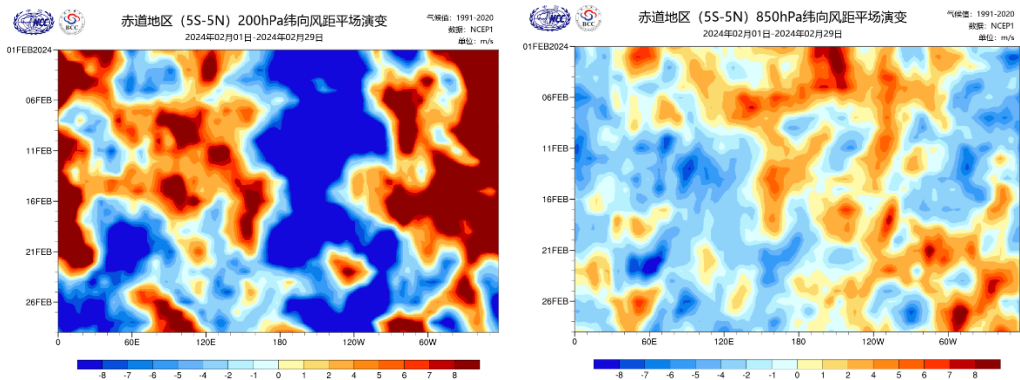 赤道地区（5S-5N）200hPa纬向风距平场演变
2024年02月01日-2024年02月29日
气候值：1991-2020
数据：NCEP1
单位：m/s
NCC
BCC
01FEB2024
06FEB
11FEB
16FEB
21FEB
26FEB
0 60E 120E 180 120W 60W
-8 -7 -5 -4 -2 -1 0 1 2 4 5 7 8
赤道地区（5S-5N）850hPa纬向风距平场演变
2024年02月01日-2024年02月29日
气候值：1991-2020
数据：NCEP1
单位：m/s
NCC
BCC
01FEB2024
06FEB
11FEB
16FEB
21FEB
26FEB
0 60E 120E 180 120W 60W
-8 -7 -5 -4 -2 -1 0 1 2 4 5 7 8